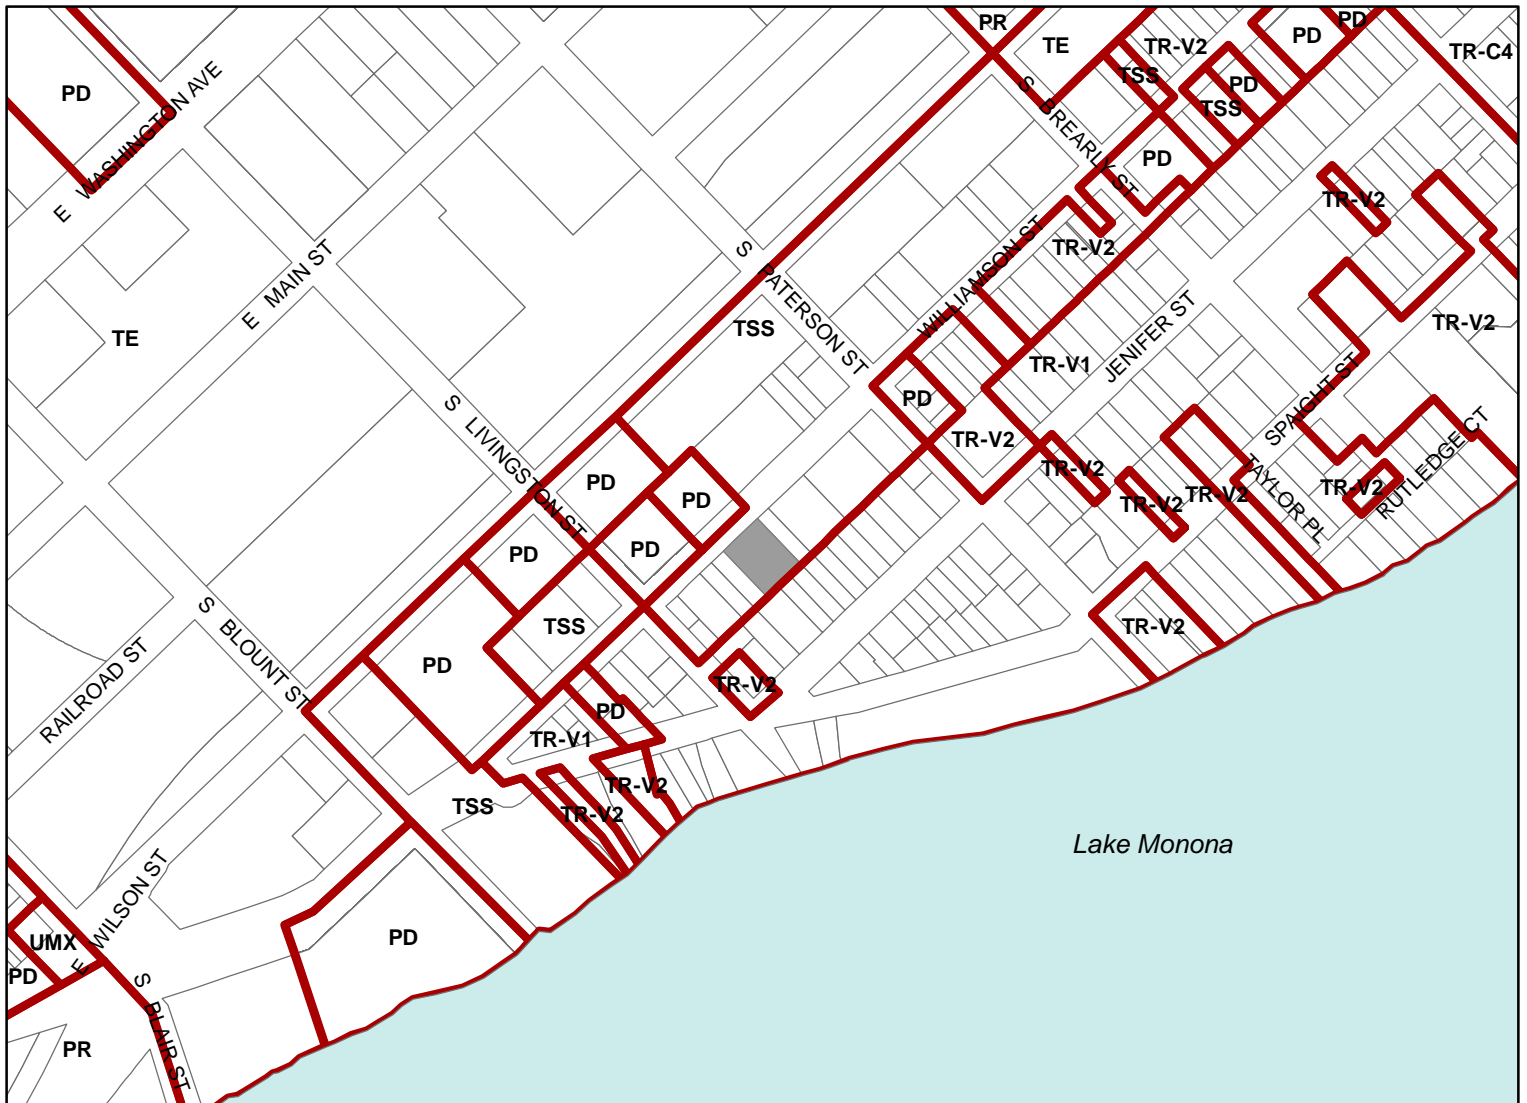 PR
PD
TE
TR-V2
PD
TR-C4
TSS
PD
PD
TSS
S BREARLY ST
E WASHINGTON AVE
PD
TR-V2
TR-V2
S PATERSON ST
WILLIAMSON ST
E MAIN ST
TE
TSS
JENIFER ST
TR-V2
TR-V1
PD
SPAIGHT ST
TR-V2
RUTLEDGE CT
S LIVINGSTON ST
PD
TR-V2
TAYLOR PL
TR-V2
TR-V2
TR-V2
PD
PD
PD
S BLOUNT ST
TSS
TR-V2
PD
RAILROAD ST
TR-V2
PD
TR-V1
TR-V2
TSS
TR-V2
Lake Monona
E WILSON ST
UMX
PD
PD
S BLAIR ST
PR